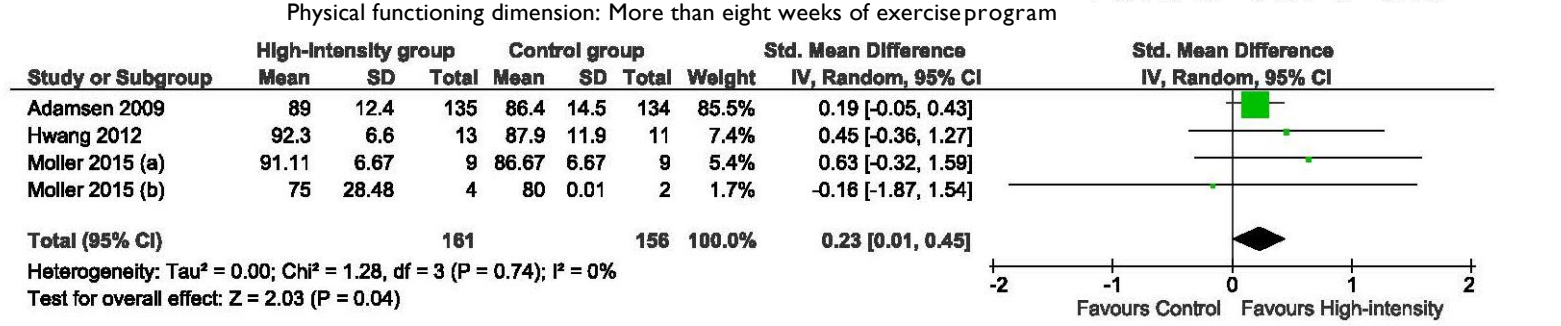 Physical functioning dimension: More than eight weeks of exercise program
High-intensity group Control group Std. Mean Difference Std. Mean Difference
Study or Subgroup Mean SD Total Mean SD Total Weight IV, Random, 95% CI IV, Random, 95% CI
Adamsen 2009 89 12.4 135 86.4 14.5 134 85.5% 0.19 [-0.05, 0.43]
Hwang 2012 92.3 6.6 13 87.9 11.9 11 7.4% 0.45 [-0.36, 1.27]
Moller 2015 (a) 91.11 6.67 9 86.67 6.67 9 5.4% 0.63 [-0.32, 1.59]
Moller 2015 (b) 75 28.48 4 80 0.01 2 1.7% -0.16 [-1.87, 1.54]
Total (95% CI) 161 156 100.0% 0.23 [0.01, 0.45]
Heterogeneity: Tau² = 0.00; Chi² = 1.28, df = 3 (P = 0.74); I² = 0%
Test for overall effect: Z = 2.03 (P = 0.04)
-2 -1 0 1 2
Favours Control Favours High-intensity